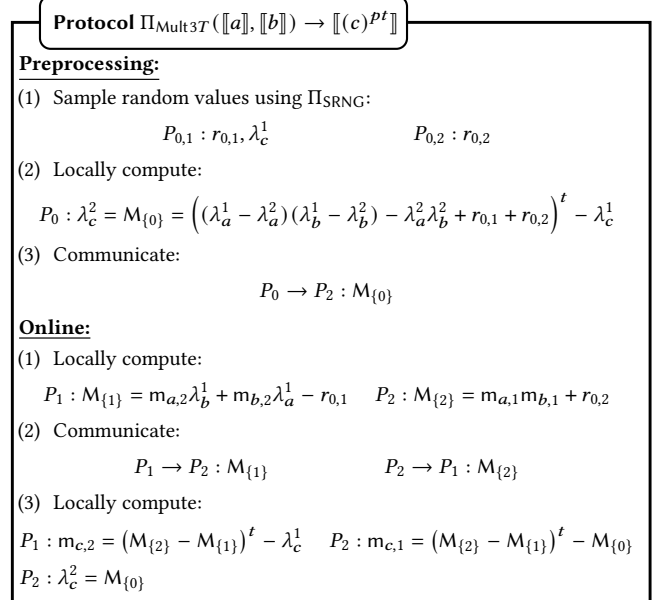 Protocol Π_Mult3T(⟦a⟧, ⟦b⟧) → ⟦(c)^pt⟧
Preprocessing:
(1) Sample random values using Π_SRNG:
P_{0,1} : r_{0,1}, λ_c^1 P_{0,2} : r_{0,2}
(2) Locally compute:
P_0 : λ_c^2 = M_{{0}} = ((λ_a^1 − λ_a^2)(λ_b^1 − λ_b^2) − λ_a^2 λ_b^2 + r_{0,1} + r_{0,2})^t − λ_c^1
(3) Communicate:
P_0 → P_2 : M_{{0}}
Online:
(1) Locally compute:
P_1 : M_{{1}} = m_{a,2} λ_b^1 + m_{b,2} λ_a^1 − r_{0,1} P_2 : M_{{2}} = m_{a,1} m_{b,1} + r_{0,2}
(2) Communicate:
P_1 → P_2 : M_{{1}} P_2 → P_1 : M_{{2}}
(3) Locally compute:
P_1 : m_{c,2} = (M_{{2}} − M_{{1}})^t − λ_c^1 P_2 : m_{c,1} = (M_{{2}} − M_{{1}})^t − M_{{0}}
P_2 : λ_c^2 = M_{{0}}